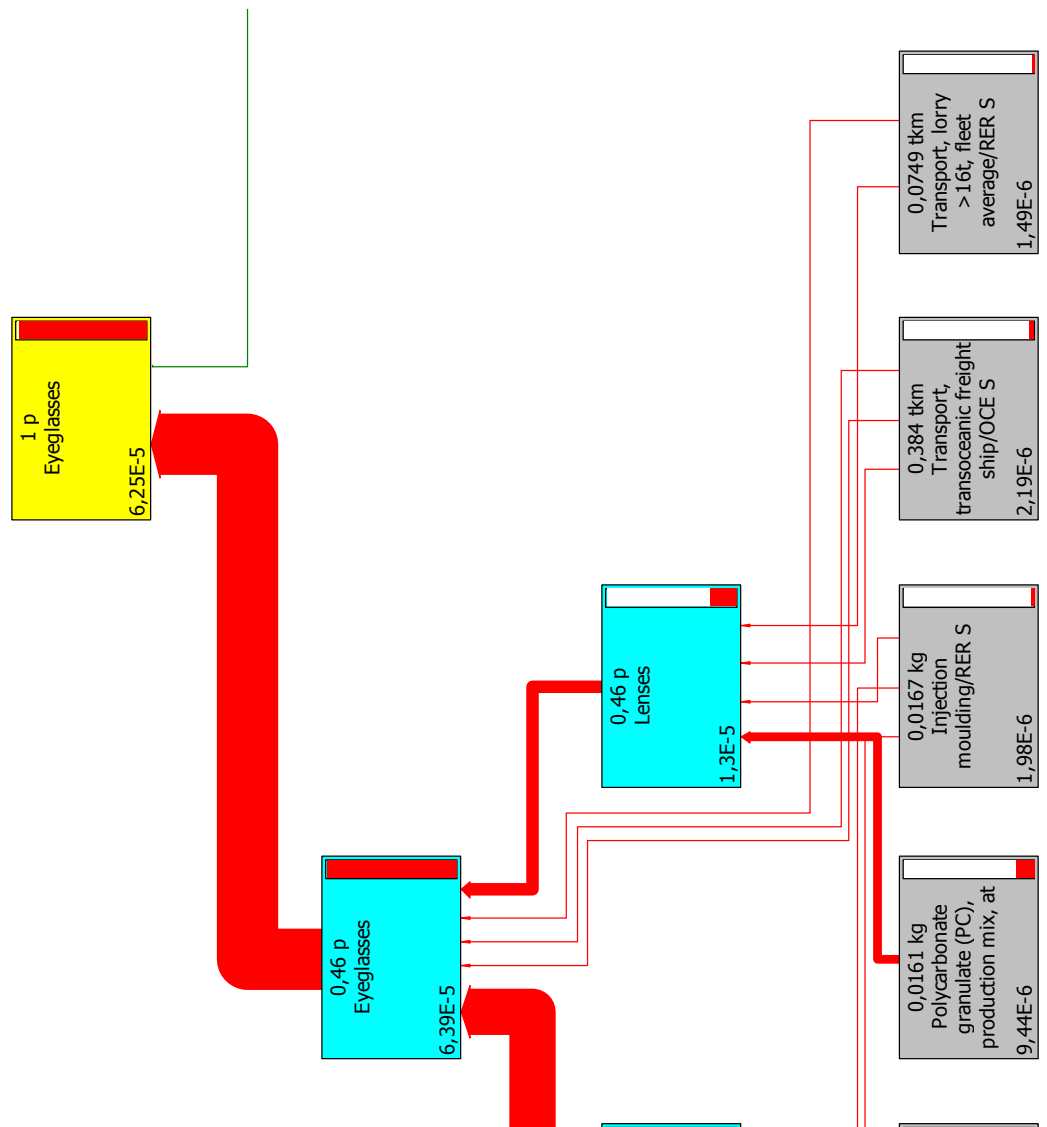 1 p
Eyeglasses
6,25E-5
0,46 p
Eyeglasses
6,39E-5
0,46 p
Lenses
1,3E-5
0,0161 kg
Polycarbonate
granulate (PC),
production mix, at
9,44E-6
0,0167 kg
Injection
moulding/RER S
1,98E-6
0,384 tkm
Transport,
transoceanic freight
ship/OCE S
2,19E-6
0,0749 tkm
Transport, lorry
>16t, fleet
average/RER S
1,49E-6